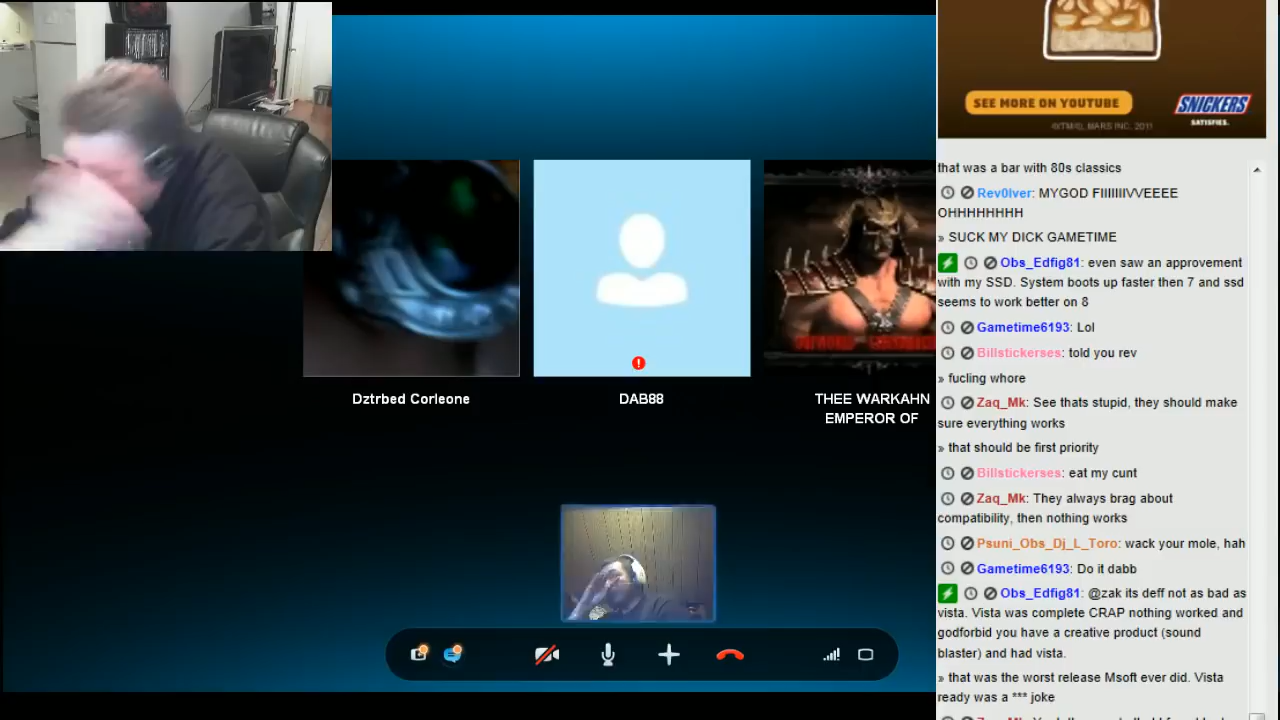 SEE MORE ON YOUTUBE
SNICKERS
SATISFIES.
that was a bar with 80s classics
Rev0lver: MYGOD FIIIIIIVVEEEE
OHHHHHHHH
» SUCK MY DICK GAMETIME
Obs_Edfig81: even saw an approvement
with my SSD. System boots up faster then 7 and ssd
seems to work better on 8
Gametime6193: Lol
Billstickerses: told you rev
» fucling whore
Zaq_Mk: See thats stupid, they should make
sure everything works
» that should be first priority
Billstickerses: eat my cunt
Zaq_Mk: They always brag about
compatibility, then nothing works
Psuni_Obs_Dj_L_Toro: wack your mole, hah
Gametime6193: Do it dabb
Obs_Edfig81: @zak its deff not as bad as
vista. Vista was complete CRAP nothing worked and
godforbid you have a creative product (sound
blaster) and had vista.
» that was the worst release Msoft ever did. Vista
ready was a *** joke
Dztrbed Corleone
DAB88
THEE WARKAHN
EMPEROR OF